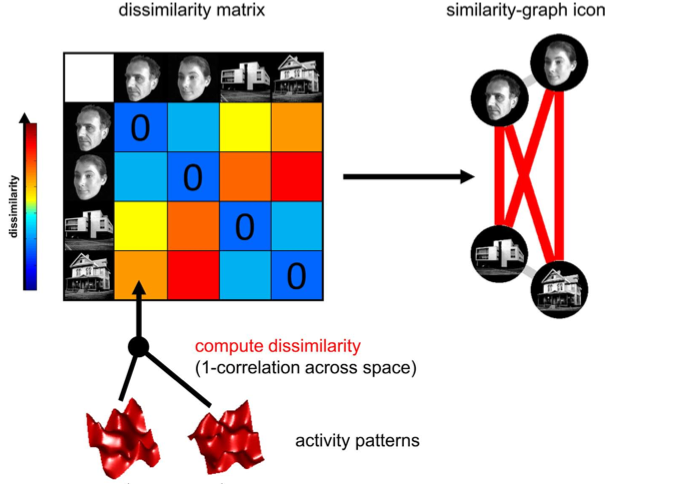 dissimilarity matrix
similarity-graph icon
dissimilarity
0
0
0
0
compute dissimilarity
(1-correlation across space)
activity patterns